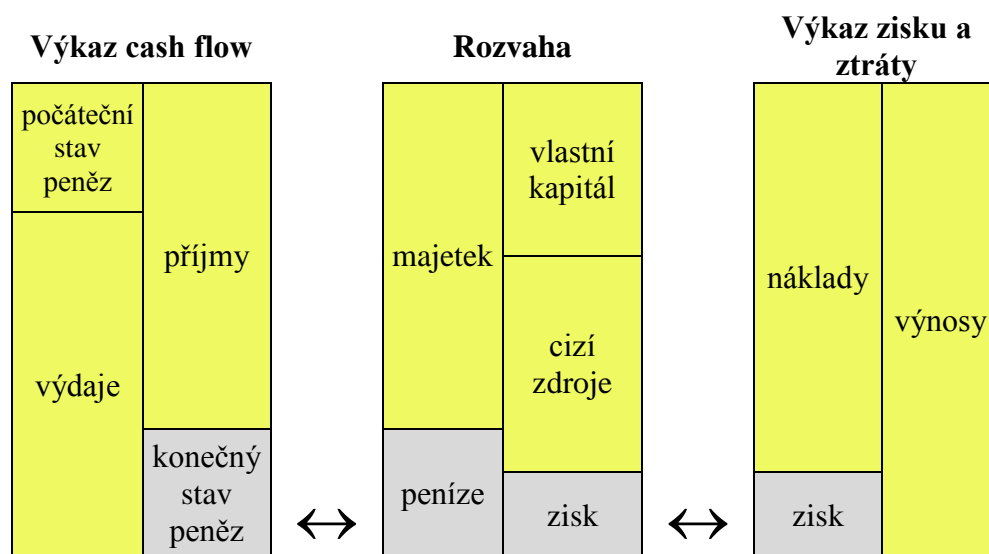 Výkaz cash flow
počáteční
stav
peněz
výdaje
příjmy
konečný
stav
peněz
↔
Rozvaha
majetek
peníze
vlastní
kapitál
cizí
zdroje
zisk
↔
Výkaz zisku a
ztráty
náklady
zisk
výnosy